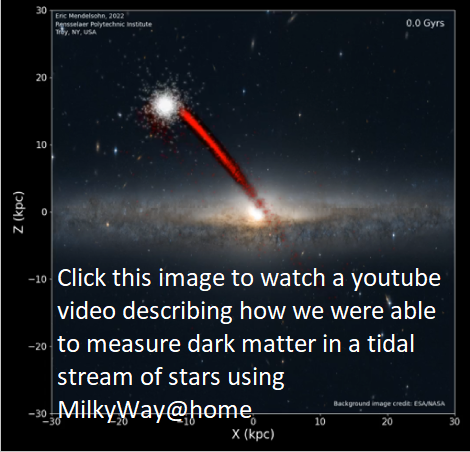 30
Eric Mendelsohn, 2022
Rensselaer Polytechnic Institute
Troy, NY, USA
0.0 Gyrs
20
10
Z (kpc)
0
−10
Click this image to watch a youtube
video describing how we were able
to measure dark matter in a tidal
stream of stars using
MilkyWay@home
−20
Background image credit: ESA/NASA
−30
−30 −20 −10 0 10 20 30
X (kpc)